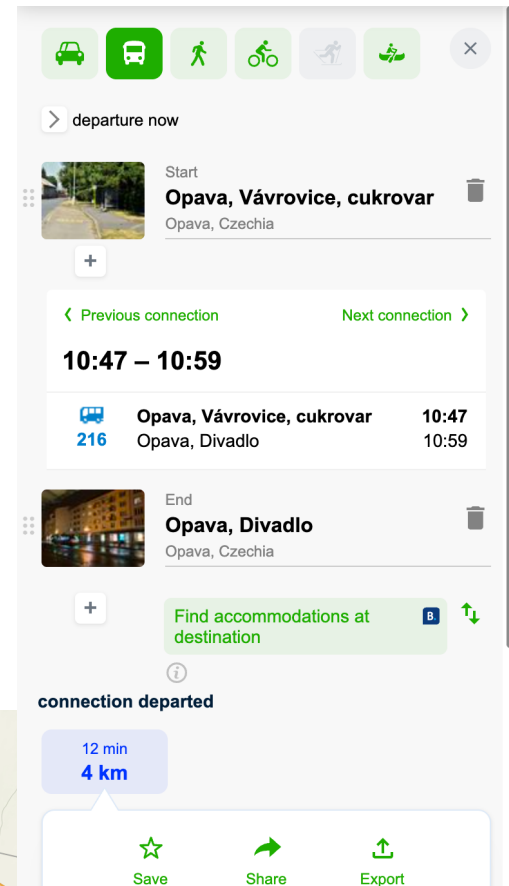 departure now
Start
Opava, Vávrovice, cukrovar
Opava, Czechia
+
Previous connection
Next connection
10:47 – 10:59
Opava, Vávrovice, cukrovar 10:47
216 Opava, Divadlo 10:59
End
Opava, Divadlo
Opava, Czechia
+
Find accommodations at
destination
B.
i
connection departed
12 min
4 km
Save
Share
Export